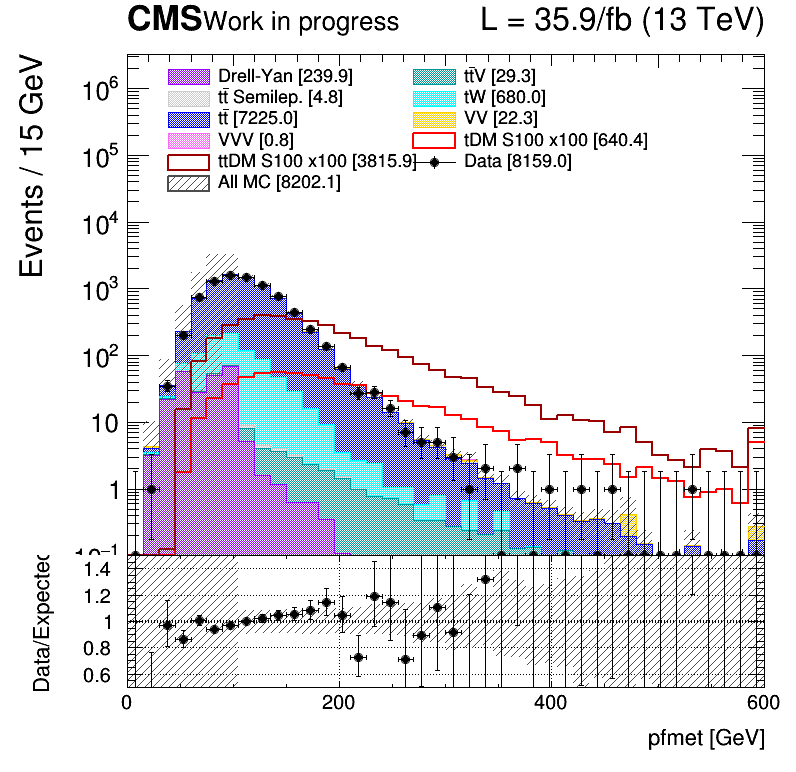 CMS Work in progress L = 35.9/fb (13 TeV)
Events / 15 GeV
10⁶
10⁵
10⁴
10³
10²
10
1
10⁻¹
Drell-Yan [239.9] tt̄V [29.3]
tt̄ Semilep. [4.8] tW [680.0]
tt̄ [7225.0] VV [22.3]
VVV [0.8] tDM S100 x100 [640.4]
ttDM S100 x100 [3815.9] Data [8159.0]
All MC [8202.1]
Data/Expected
1.4
1.2
1
0.8
0.6
0 200 400 600
pfmet [GeV]